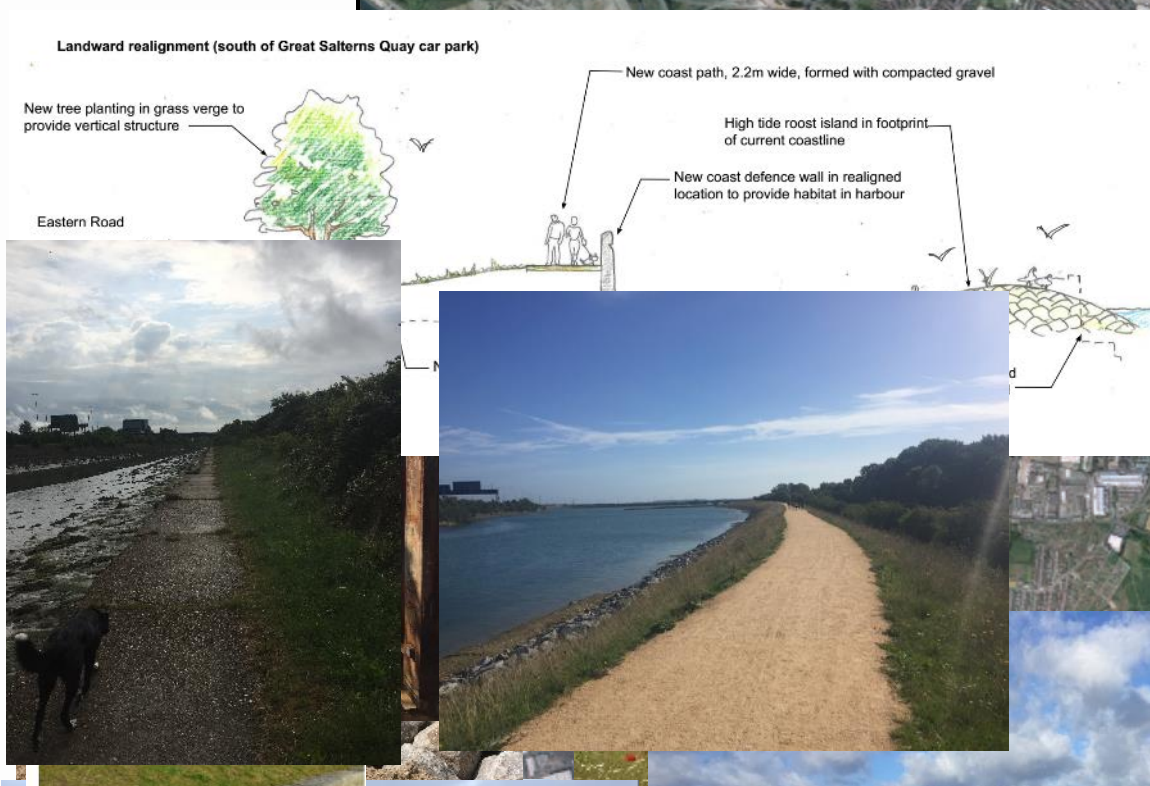 Landward realignment (south of Great Salterns Quay car park)
New coast path, 2.2m wide, formed with compacted gravel
New tree planting in grass verge to
provide vertical structure
High tide roost island in footprint
of current coastline
New coast defence wall in realigned
location to provide habitat in harbour
Eastern Road